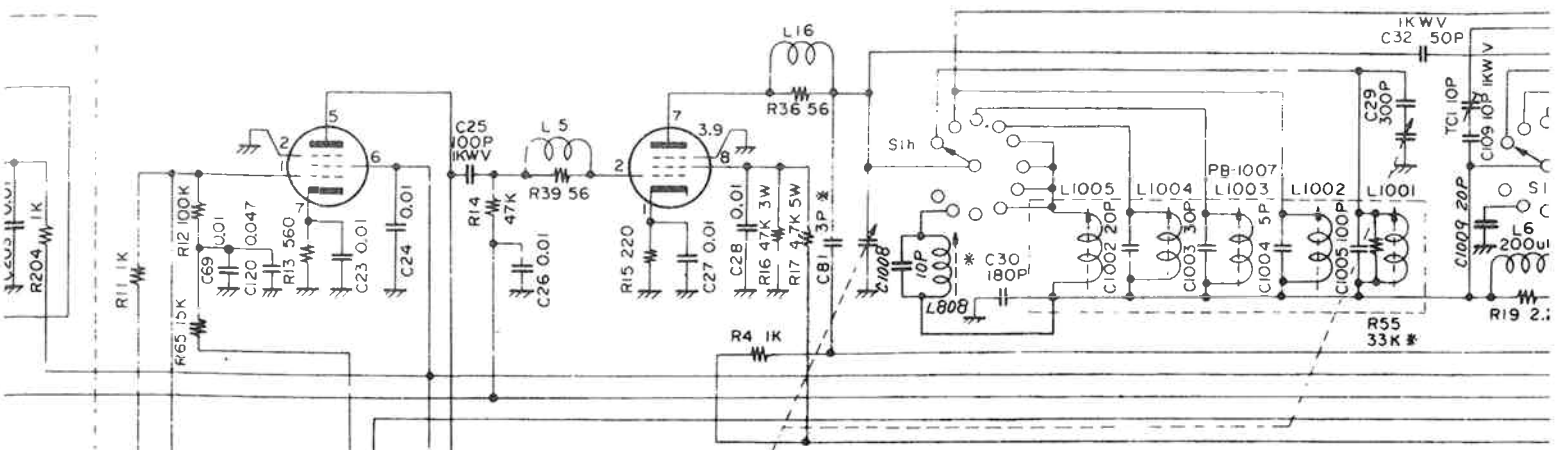 R204 1K
R11 1K
R12 100K
R65 15K
C69 0.01
C120 0.047
R13 560
C23 0.01
C24 0.01
5
2
6
1
7
C25
100P
1KWV
R14
47K
C26 0.01
L5
R39 56
7
3.9
2
8
1
R15 220
C27 0.01
C28 0.01
R16 47K 3W
R17 4.7K 5W
L16
R36 56
C81 3P *
R4 1K
S1h
C1008
10P
L808
* C30
180P
PB-1007
L1005
L1004
L1003
L1002
L1001
C1002 20P
C1003 30P
C1004 5P
C1005 100P
R55
33K *
1KWV
C32 50P
C29
300P
TC1 10P
C109 10P 1KWV
C1009 20P
L6
R19